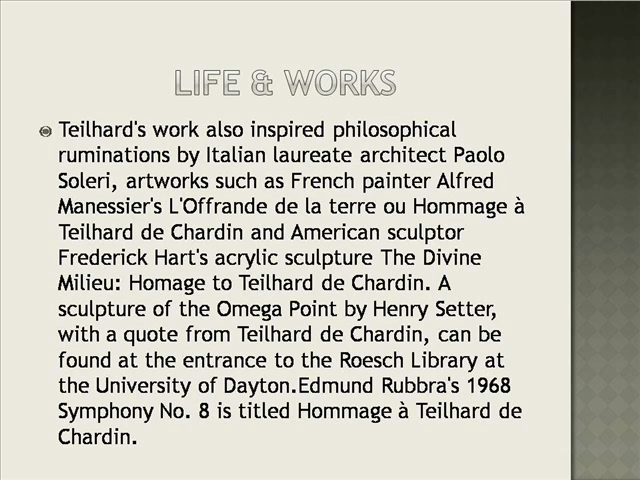 LIFE & WORKS
Teilhard's work also inspired philosophical
ruminations by Italian laureate architect Paolo
Soleri, artworks such as French painter Alfred
Manessier's L'Offrande de la terre ou Hommage à
Teilhard de Chardin and American sculptor
Frederick Hart's acrylic sculpture The Divine
Milieu: Homage to Teilhard de Chardin. A
sculpture of the Omega Point by Henry Setter,
with a quote from Teilhard de Chardin, can be
found at the entrance to the Roesch Library at
the University of Dayton.Edmund Rubbra's 1968
Symphony No. 8 is titled Hommage à Teilhard de
Chardin.